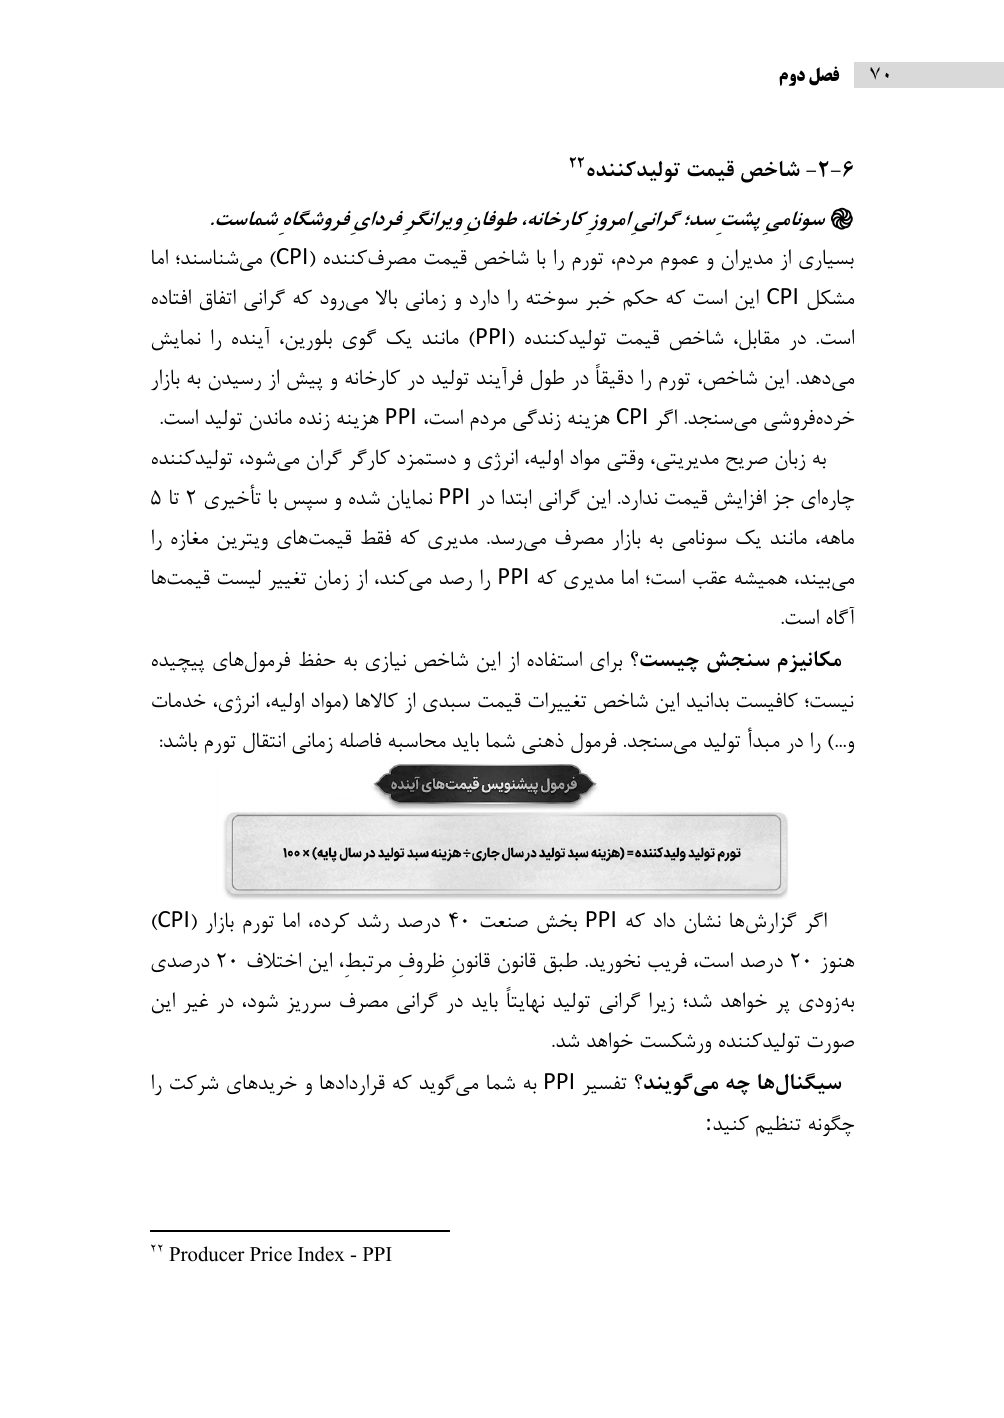 ۷۰ فصل دوم
۲-۶- شاخص قیمت تولیدکننده۲۲
سونامیِ پشتِ سد؛ گرانیِ امروزِ کارخانه، طوفانِ ویرانگرِ فردایِ فروشگاهِ شماست.
بسیاری از مدیران و عموم مردم، تورم را با شاخص قیمت مصرف‌کننده (CPI) می‌شناسند؛ اما
مشکل CPI این است که حکم خبر سوخته را دارد و زمانی بالا می‌رود که گرانی اتفاق افتاده
است. در مقابل، شاخص قیمت تولیدکننده (PPI) مانند یک گوی بلورین، آینده را نمایش
می‌دهد. این شاخص، تورم را دقیقاً در طول فرآیند تولید در کارخانه و پیش از رسیدن به بازار
خرده‌فروشی می‌سنجد. اگر CPI هزینه زندگی مردم است، PPI هزینه زنده ماندن تولید است.
به زبان صریح مدیریتی، وقتی مواد اولیه، انرژی و دستمزد کارگر گران می‌شود، تولیدکننده
چاره‌ای جز افزایش قیمت ندارد. این گرانی ابتدا در PPI نمایان شده و سپس با تأخیری ۲ تا ۵
ماهه، مانند یک سونامی به بازار مصرف می‌رسد. مدیری که فقط قیمت‌های ویترین مغازه را
می‌بیند، همیشه عقب است؛ اما مدیری که PPI را رصد می‌کند، از زمان تغییر لیست قیمت‌ها
آگاه است.
مکانیزم سنجش چیست؟ برای استفاده از این شاخص نیازی به حفظ فرمول‌های پیچیده
نیست؛ کافیست بدانید این شاخص تغییرات قیمت سبدی از کالاها (مواد اولیه، انرژی، خدمات
و...) را در مبدأ تولید می‌سنجد. فرمول ذهنی شما باید محاسبه فاصله زمانی انتقال تورم باشد:
فرمول پیشنویس قیمت‌های آینده
تورم تولید ولیدکننده = (هزینه سبد تولید در سال جاری ÷ هزینه سبد تولید در سال پایه) × ۱۰۰
اگر گزارش‌ها نشان داد که PPI بخش صنعت ۴۰ درصد رشد کرده، اما تورم بازار (CPI)
هنوز ۲۰ درصد است، فریب نخورید. طبق قانون قانونِ ظروفِ مرتبطِ، این اختلاف ۲۰ درصدی
به‌زودی پر خواهد شد؛ زیرا گرانی تولید نهایتاً باید در گرانی مصرف سرریز شود، در غیر این
صورت تولیدکننده ورشکست خواهد شد.
سیگنال‌ها چه می‌گویند؟ تفسیر PPI به شما می‌گوید که قراردادها و خریدهای شرکت را
چگونه تنظیم کنید:
۲۲ Producer Price Index - PPI